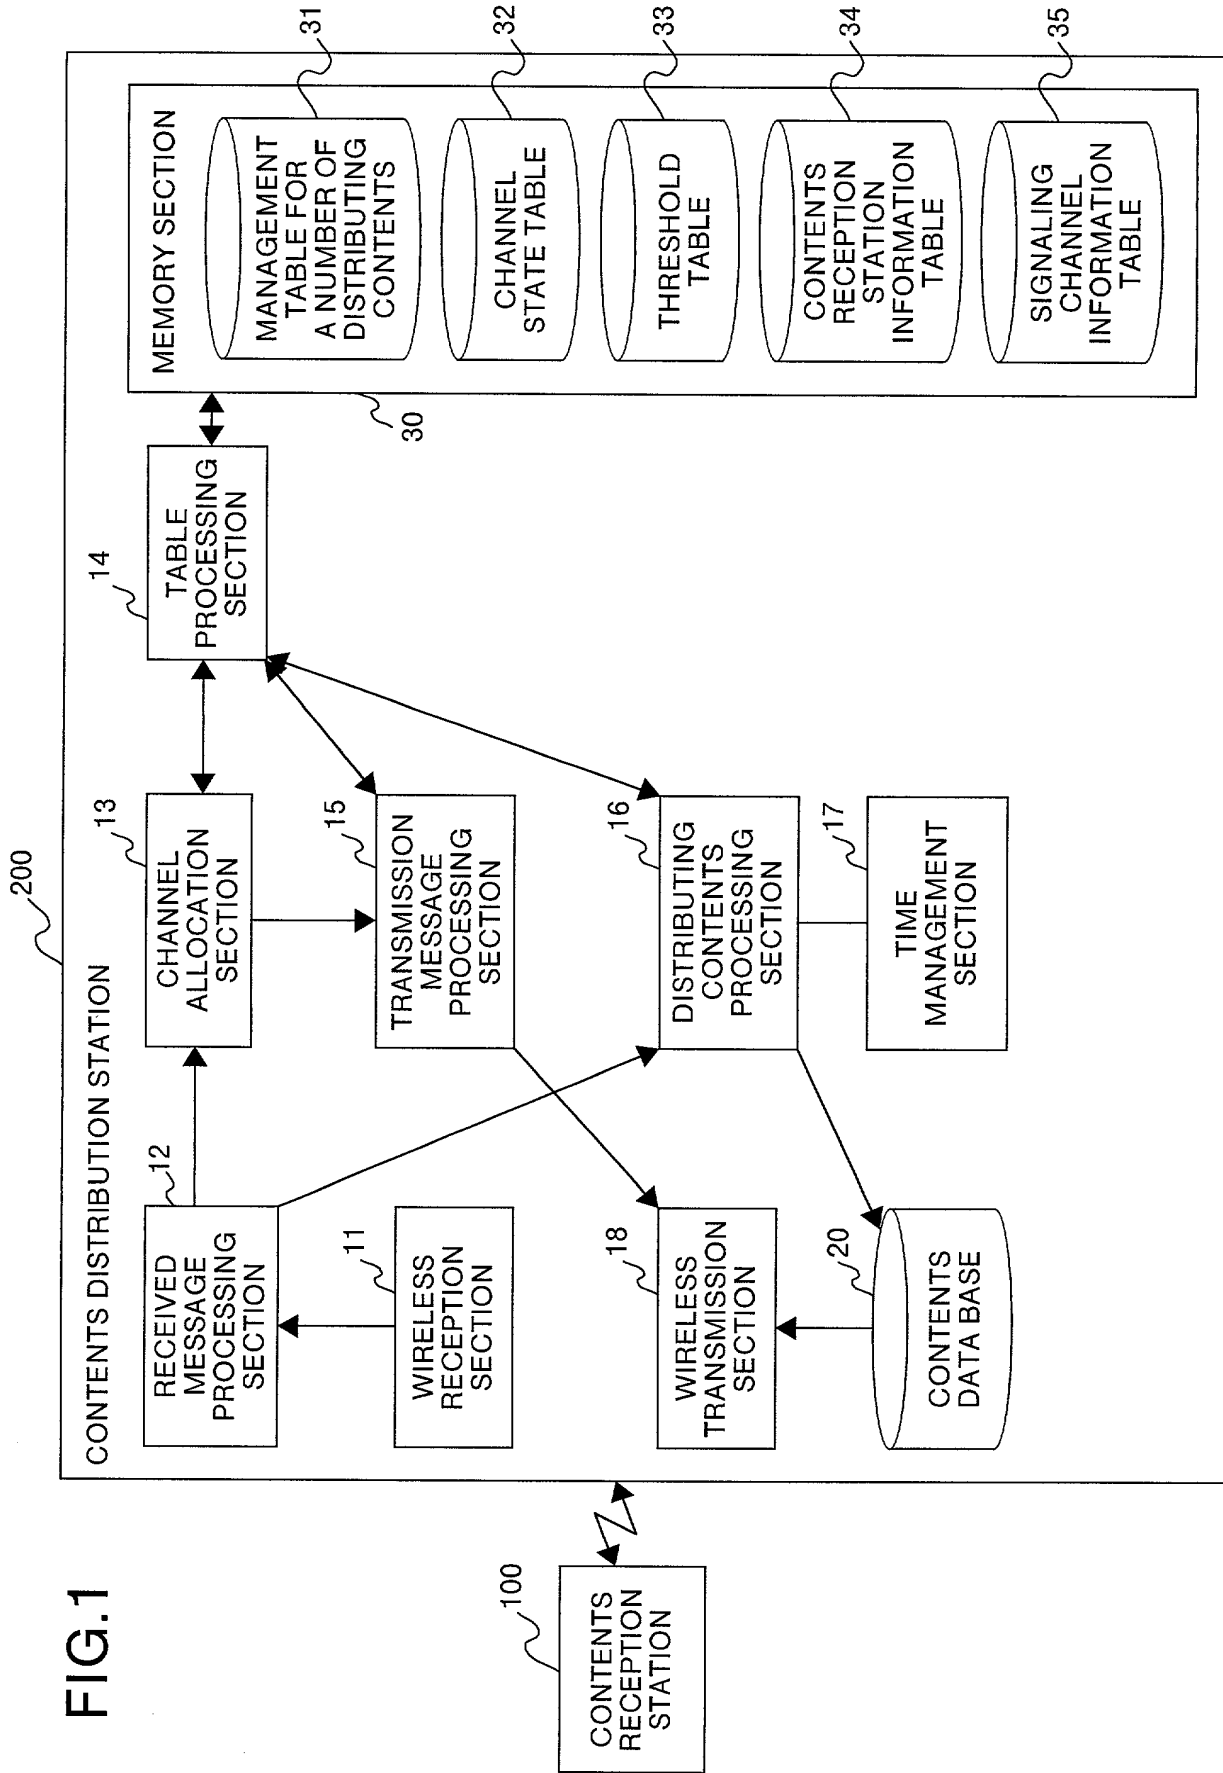 FIG.1
200
CONTENTS DISTRIBUTION STATION
100
CONTENTS
RECEPTION
STATION
12
RECEIVED
MESSAGE
PROCESSING
SECTION
11
WIRELESS
RECEPTION
SECTION
18
WIRELESS
TRANSMISSION
SECTION
20
CONTENTS
DATA BASE
13
CHANNEL
ALLOCATION
SECTION
15
TRANSMISSION
MESSAGE
PROCESSING
SECTION
16
DISTRIBUTING
CONTENTS
PROCESSING
SECTION
17
TIME
MANAGEMENT
SECTION
14
TABLE
PROCESSING
SECTION
30
MEMORY SECTION
MANAGEMENT
TABLE FOR
A NUMBER OF
DISTRIBUTING
CONTENTS
31
CHANNEL
STATE TABLE
32
THRESHOLD
TABLE
33
CONTENTS
RECEPTION
STATION
INFORMATION
TABLE
34
SIGNALING
CHANNEL
INFORMATION
TABLE
35